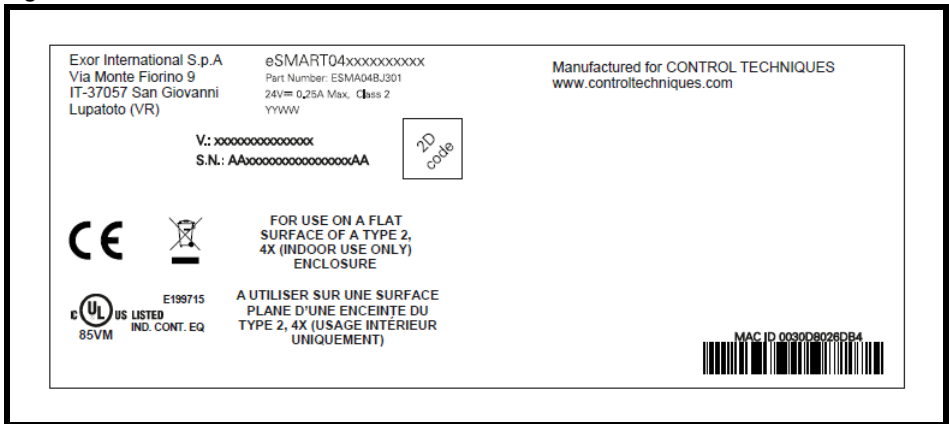 Exor International S.p.A
Via Monte Fiorino 9
IT-37057 San Giovanni
Lupatoto (VR)
eSMART04xxxxxxxxxx
Part Number: ESMA04BJ301
24V⎓ 0,25A Max, Class 2
YYWW
Manufactured for CONTROL TECHNIQUES
www.controltechniques.com
V.: xxxxxxxxxxxxxxx
S.N.: AAxxxxxxxxxxxxxxxxxAA
2D
code
CE
FOR USE ON A FLAT
SURFACE OF A TYPE 2,
4X (INDOOR USE ONLY)
ENCLOSURE
C UL US LISTED
E199715
IND. CONT. EQ
85VM
A UTILISER SUR UNE SURFACE
PLANE D'UNE ENCEINTE DU
TYPE 2, 4X (USAGE INTÉRIEUR
UNIQUEMENT)
MAC ID 0030D8026DB4